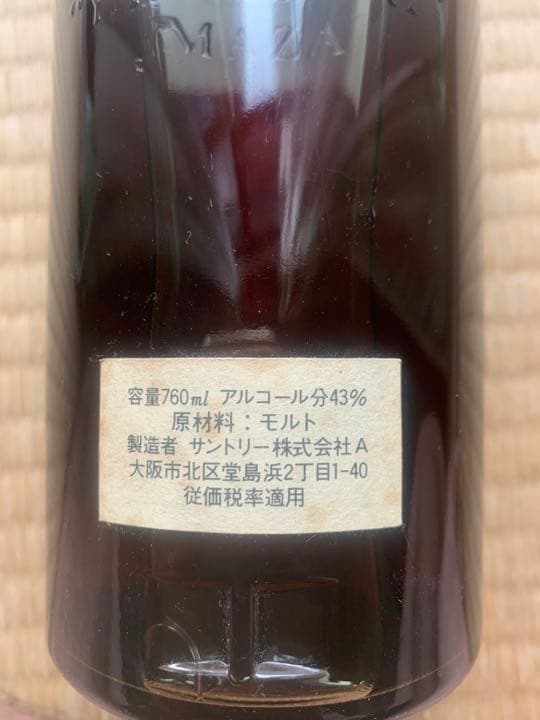 MAZA
容量760ml アルコール分43%
原材料：モルト
製造者 サントリー株式会社A
大阪市北区堂島浜2丁目1-40
従価税率適用